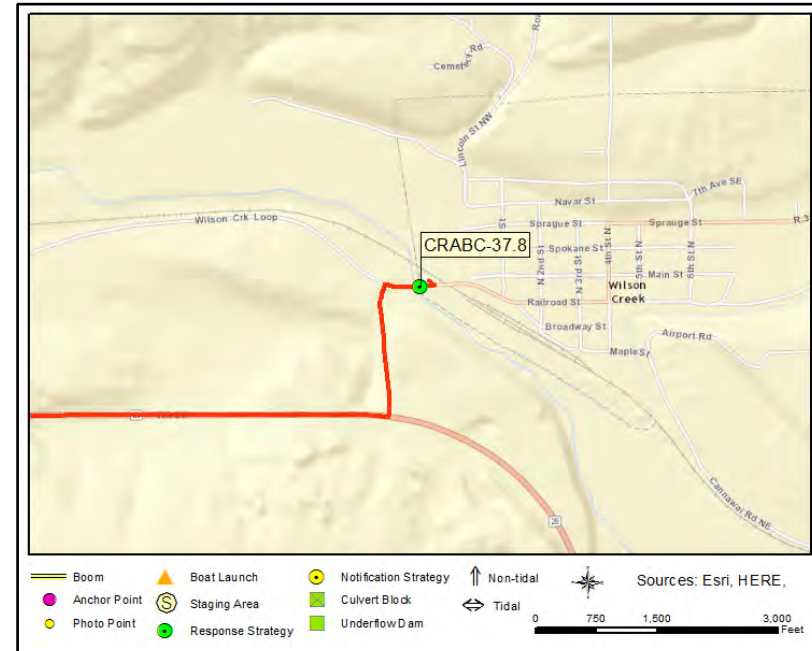 Cemetery Rd
Lincoln St NW
7th Ave SE
Navar St
Wilson Crk Loop
St
Sprague St
Sprauge St
R 3
CRABC-37.8
N 2nd St
N 3rd St
Spokane St
4th St N
5th St N
6th St N
Main St
Wilson
Creek
Railroad St
Broadway St
Maple St
Airport Rd
Cannawai Rd NE
28
Boom
Boat Launch
Notification Strategy
Non-tidal
Sources: Esri, HERE,
Anchor Point
S
Staging Area
Culvert Block
Tidal
Photo Point
Response Strategy
Underflow Dam
0 750 1,500 3,000
Feet